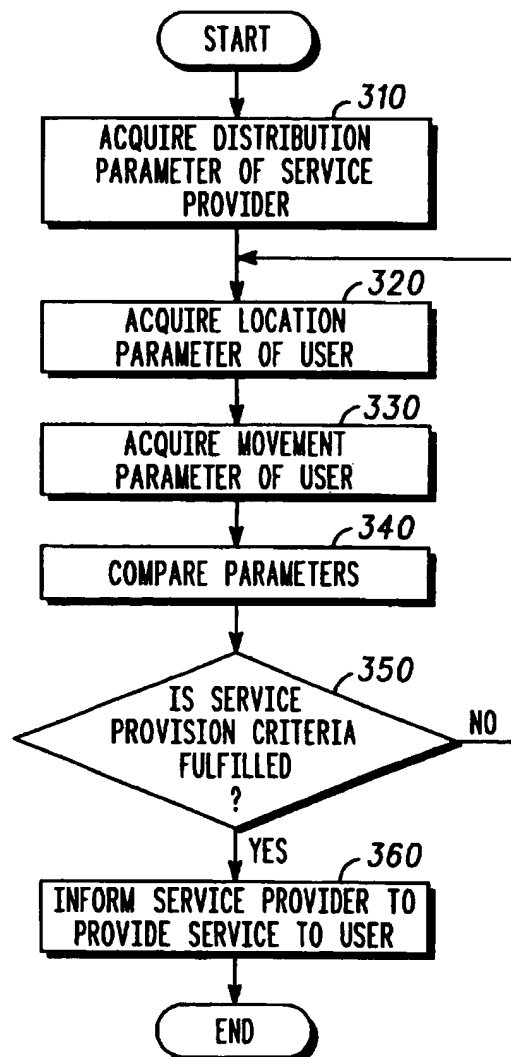 START
310
ACQUIRE DISTRIBUTION
PARAMETER OF SERVICE
PROVIDER
320
ACQUIRE LOCATION
PARAMETER OF USER
330
ACQUIRE MOVEMENT
PARAMETER OF USER
340
COMPARE PARAMETERS
350
IS SERVICE
PROVISION CRITERIA
FULFILLED
?
NO
YES
360
INFORM SERVICE PROVIDER TO
PROVIDE SERVICE TO USER
END